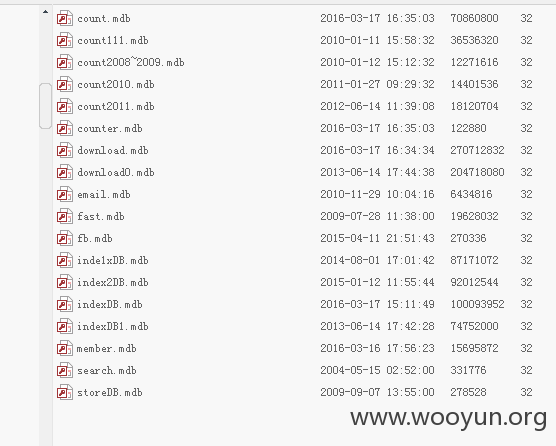 count.mdb 2016-03-17 16:35:03 70860800 32
count111.mdb 2010-01-11 15:58:32 36536320 32
count2008~2009.mdb 2010-01-12 15:12:32 12271616 32
count2010.mdb 2011-01-27 09:29:32 14401536 32
count2011.mdb 2012-06-14 11:39:08 18120704 32
counter.mdb 2016-03-17 16:35:03 122880 32
download.mdb 2016-03-17 16:34:34 270712832 32
download0.mdb 2013-06-14 17:44:38 204718080 32
email.mdb 2010-11-29 10:04:16 6434816 32
fast.mdb 2009-07-28 11:38:00 19628032 32
fb.mdb 2015-04-11 21:51:43 270336 32
inde1xDB.mdb 2014-08-01 17:01:42 87171072 32
index2DB.mdb 2015-01-12 11:55:44 92012544 32
indexDB.mdb 2016-03-17 15:11:49 100093952 32
indexDB1.mdb 2013-06-14 17:42:28 74752000 32
member.mdb 2016-03-16 17:56:23 15695872 32
search.mdb 2004-05-15 02:52:00 331776 32
storeDB.mdb 2009-09-07 13:55:00 278528 32
www.wooyun.org